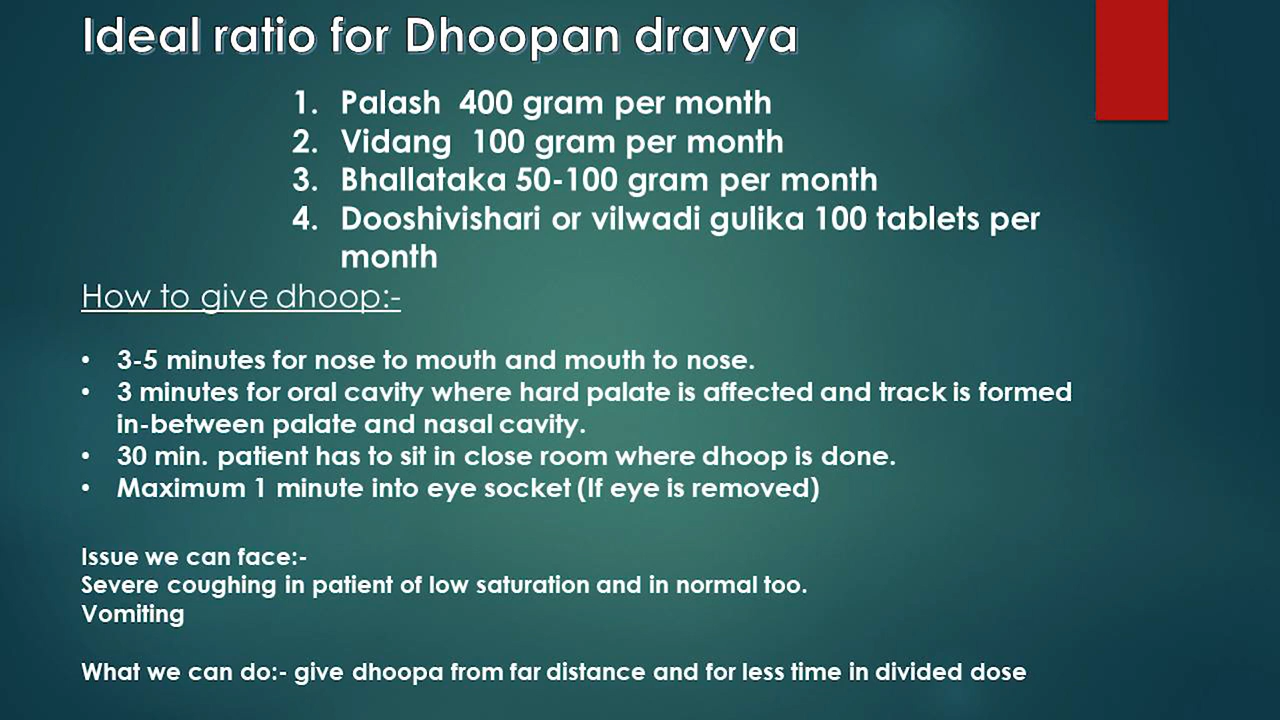 Ideal ratio for Dhoopan dravya
1. Palash 400 gram per month
2. Vidang 100 gram per month
3. Bhallataka 50-100 gram per month
4. Dooshivishari or vilwadi gulika 100 tablets per
month
How to give dhoop:-
• 3-5 minutes for nose to mouth and mouth to nose.
• 3 minutes for oral cavity where hard palate is affected and track is formed
in-between palate and nasal cavity.
• 30 min. patient has to sit in close room where dhoop is done.
• Maximum 1 minute into eye socket (If eye is removed)
Issue we can face:-
Severe coughing in patient of low saturation and in normal too.
Vomiting
What we can do:- give dhoopa from far distance and for less time in divided dose